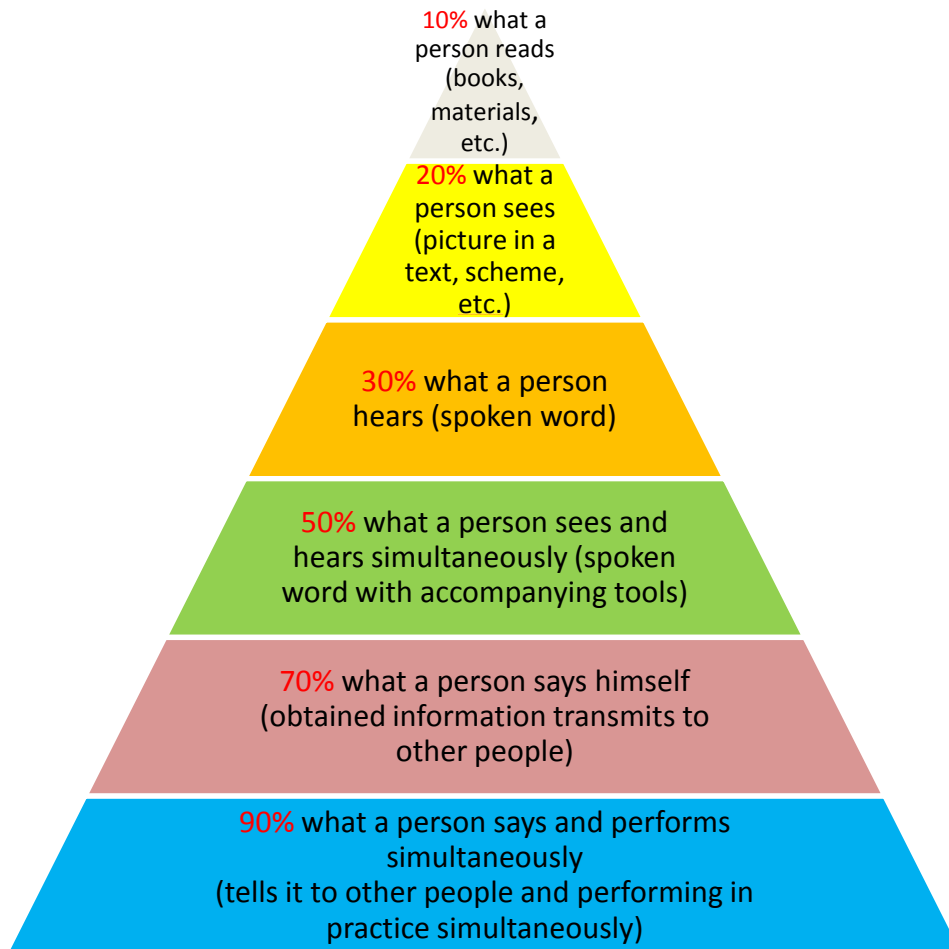 10% what a
person reads
(books,
materials,
etc.)
20% what a
person sees
(picture in a
text, scheme,
etc.)
30% what a person
hears (spoken word)
50% what a person sees and
hears simultaneously (spoken
word with accompanying tools)
70% what a person says himself
(obtained information transmits to
other people)
90% what a person says and performs
simultaneously
(tells it to other people and performing in
practice simultaneously)